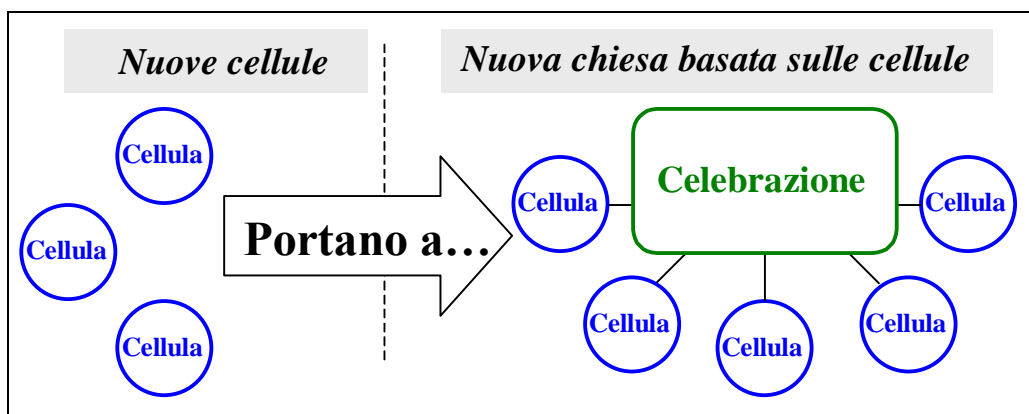 Nuove cellule
Cellula
Cellula
Cellula
Portano a…
Nuova chiesa basata sulle cellule
Celebrazione
Cellula
Cellula
Cellula
Cellula
Cellula